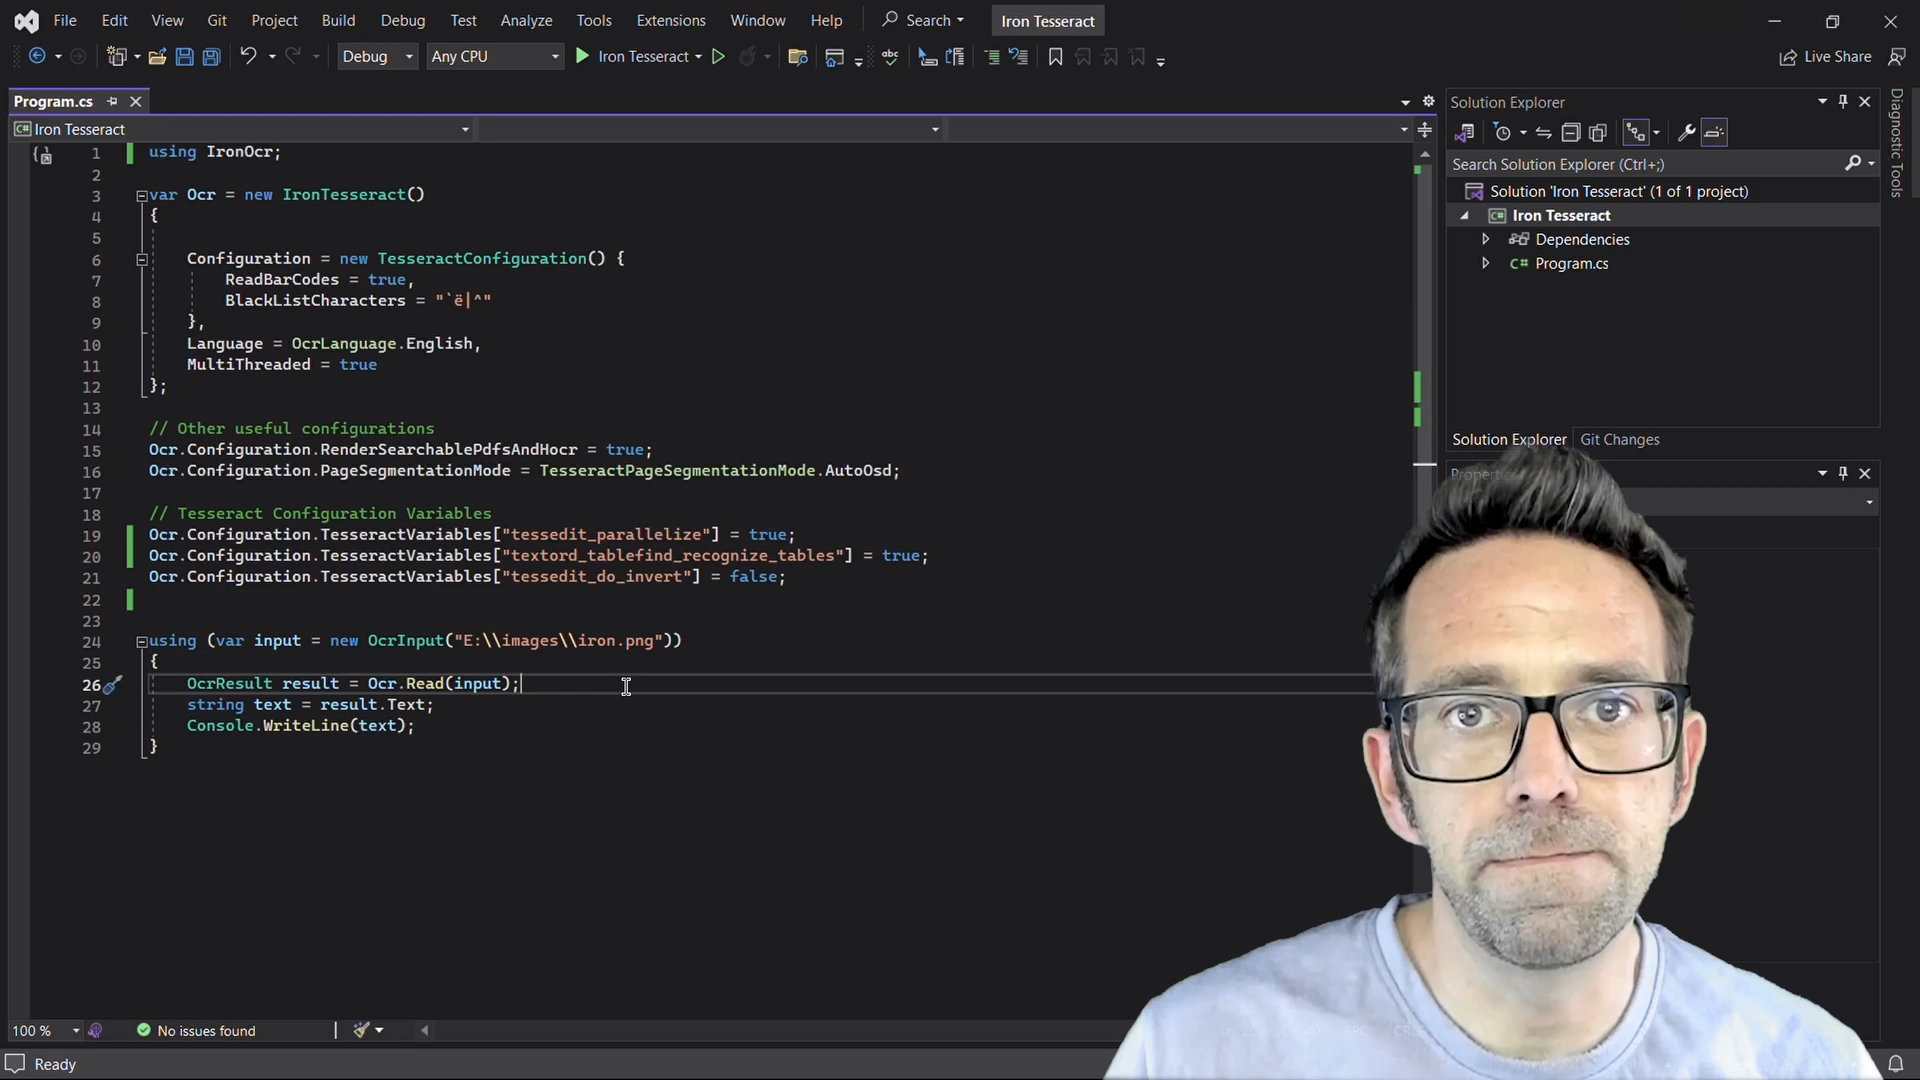 File Edit View Git Project Build Debug Test Analyze Tools Extensions Window Help Search Iron Tesseract
Debug Any CPU Iron Tesseract Live Share
Program.cs
Iron Tesseract
1 using IronOcr;
2
3 var Ocr = new IronTesseract()
4 {
5
6 Configuration = new TesseractConfiguration() {
7 ReadBarCodes = true,
8 BlackListCharacters = "`ë|^"
9 },
10 Language = OcrLanguage.English,
11 MultiThreaded = true
12 };
13
14 // Other useful configurations
15 Ocr.Configuration.RenderSearchablePdfsAndHocr = true;
16 Ocr.Configuration.PageSegmentationMode = TesseractPageSegmentationMode.AutoOsd;
17
18 // Tesseract Configuration Variables
19 Ocr.Configuration.TesseractVariables["tessedit_parallelize"] = true;
20 Ocr.Configuration.TesseractVariables["textord_tablefind_recognize_tables"] = true;
21 Ocr.Configuration.TesseractVariables["tessedit_do_invert"] = false;
22
23
24 using (var input = new OcrInput("E:\\images\\iron.png"))
25 {
26 OcrResult result = Ocr.Read(input);
27 string text = result.Text;
28 Console.WriteLine(text);
29 }
100 % No issues found
Ready
Solution Explorer
Search Solution Explorer (Ctrl+;)
Solution 'Iron Tesseract' (1 of 1 project)
Iron Tesseract
Dependencies
C# Program.cs
Solution Explorer Git Changes
Diagnostic Tools